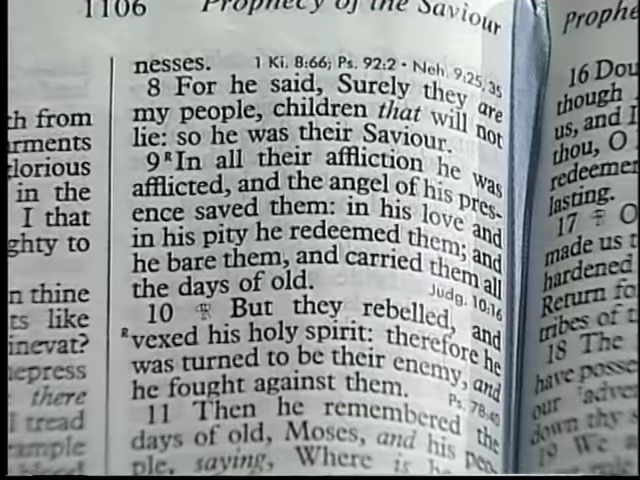 1106 Prophecy of the Saviour
th from
rments
lorious
in the
I that
ghty to
n thine
ts like
inevat?
epress
there
I tread
ample
nesses. 1 Ki. 8:66; Ps. 92:2 • Neh. 9:25, 35
8 For he said, Surely they are
my people, children that will not
lie: so he was their Saviour.
9 ᴿIn all their affliction he was
afflicted, and the angel of his pres-
ence saved them: in his love and
in his pity he redeemed them; and
he bare them, and carried them all
the days of old. Judg. 10:16
10 ¶ But they rebelled, and
ᴿvexed his holy spirit: therefore he
was turned to be their enemy, and
he fought against them. Ps. 78:40
11 Then he remembered the
days of old, Moses, and his peo-
ple, saying, Where is he
Prophe
16 Dou
though
us, and I
thou, O
redeemer
lasting.
17 ¶ O
made us t
hardened
Return fo
tribes of t
18 The
have posse
our adver
down thy s
19 We a